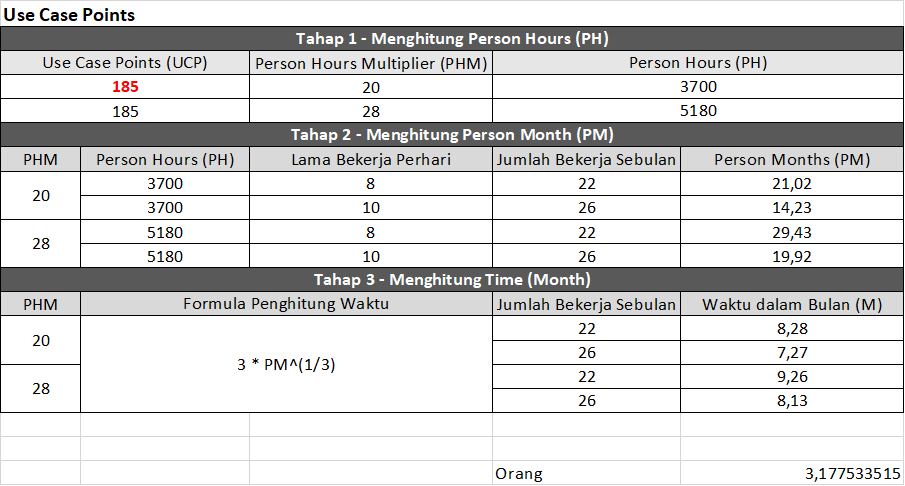 Use Case Points
Tahap 1 - Menghitung Person Hours (PH)
Use Case Points (UCP) Person Hours Multiplier (PHM) Person Hours (PH)
185 20 3700
185 28 5180
Tahap 2 - Menghitung Person Month (PM)
PHM Person Hours (PH) Lama Bekerja Perhari Jumlah Bekerja Sebulan Person Months (PM)
20 3700 8 22 21,02
3700 10 26 14,23
28 5180 8 22 29,43
5180 10 26 19,92
Tahap 3 - Menghitung Time (Month)
PHM Formula Penghitung Waktu Jumlah Bekerja Sebulan Waktu dalam Bulan (M)
20 3 * PM^(1/3) 22 8,28
26 7,27
28 22 9,26
26 8,13
Orang 3,177533515